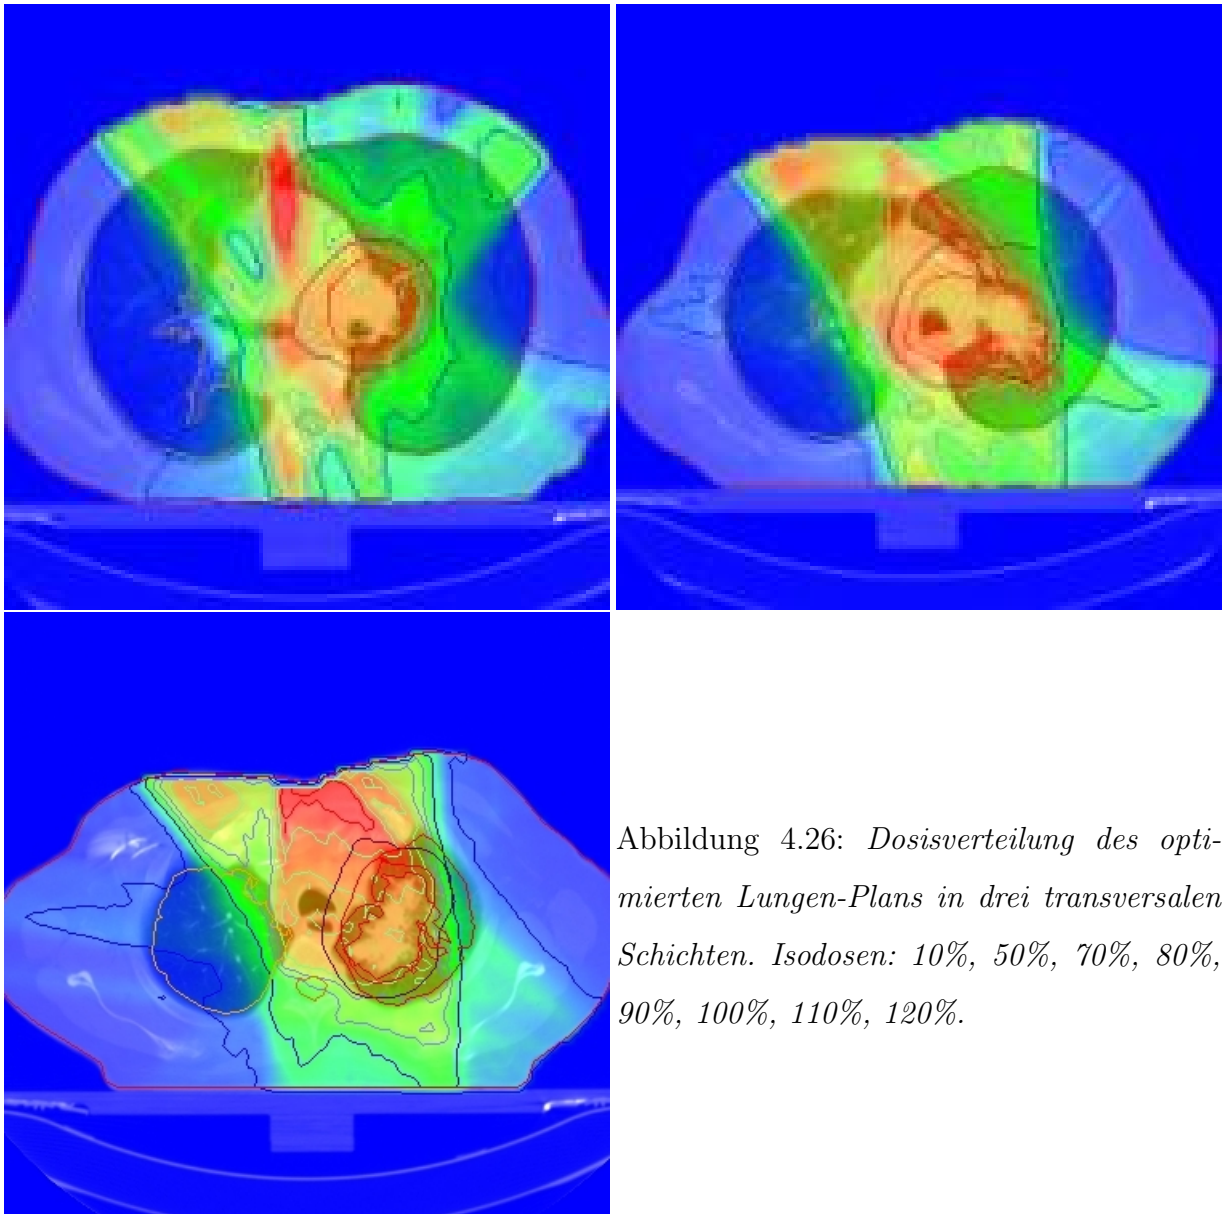 Abbildung 4.26: Dosisverteilung des opti-
mierten Lungen-Plans in drei transversalen
Schichten. Isodosen: 10%, 50%, 70%, 80%,
90%, 100%, 110%, 120%.